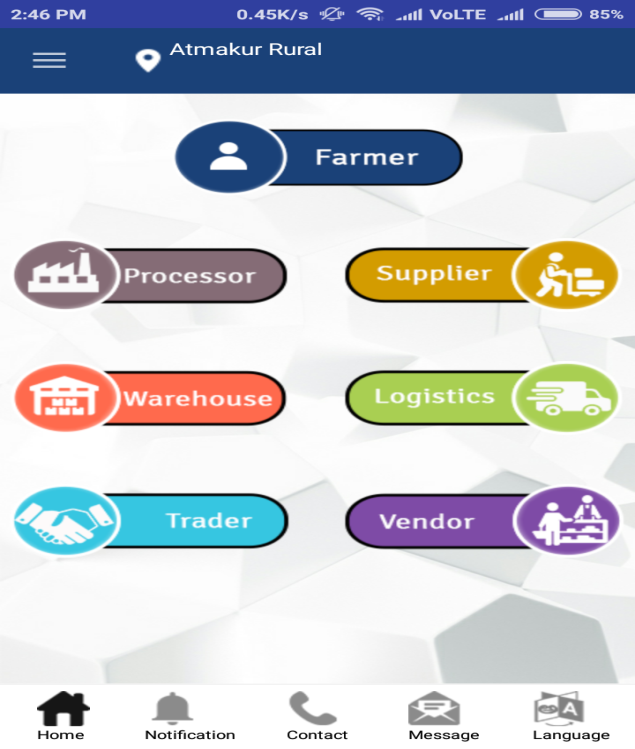 2:46 PM 0.45K/s VoLTE 85%
Atmakur Rural
Farmer
Processor Supplier
Warehouse Logistics
Trader Vendor
A
Home Notification Contact Message Language